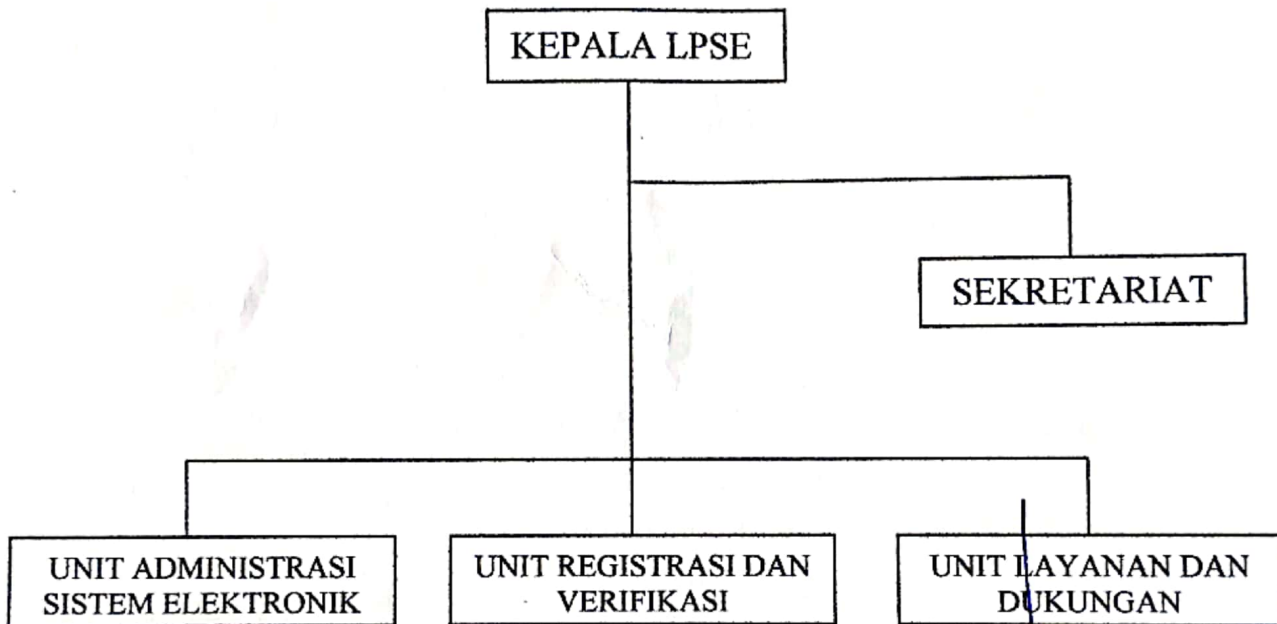 KEPALA LPSE
SEKRETARIAT
UNIT ADMINISTRASI
SISTEM ELEKTRONIK
UNIT REGISTRASI DAN
VERIFIKASI
UNIT LAYANAN DAN
DUKUNGAN